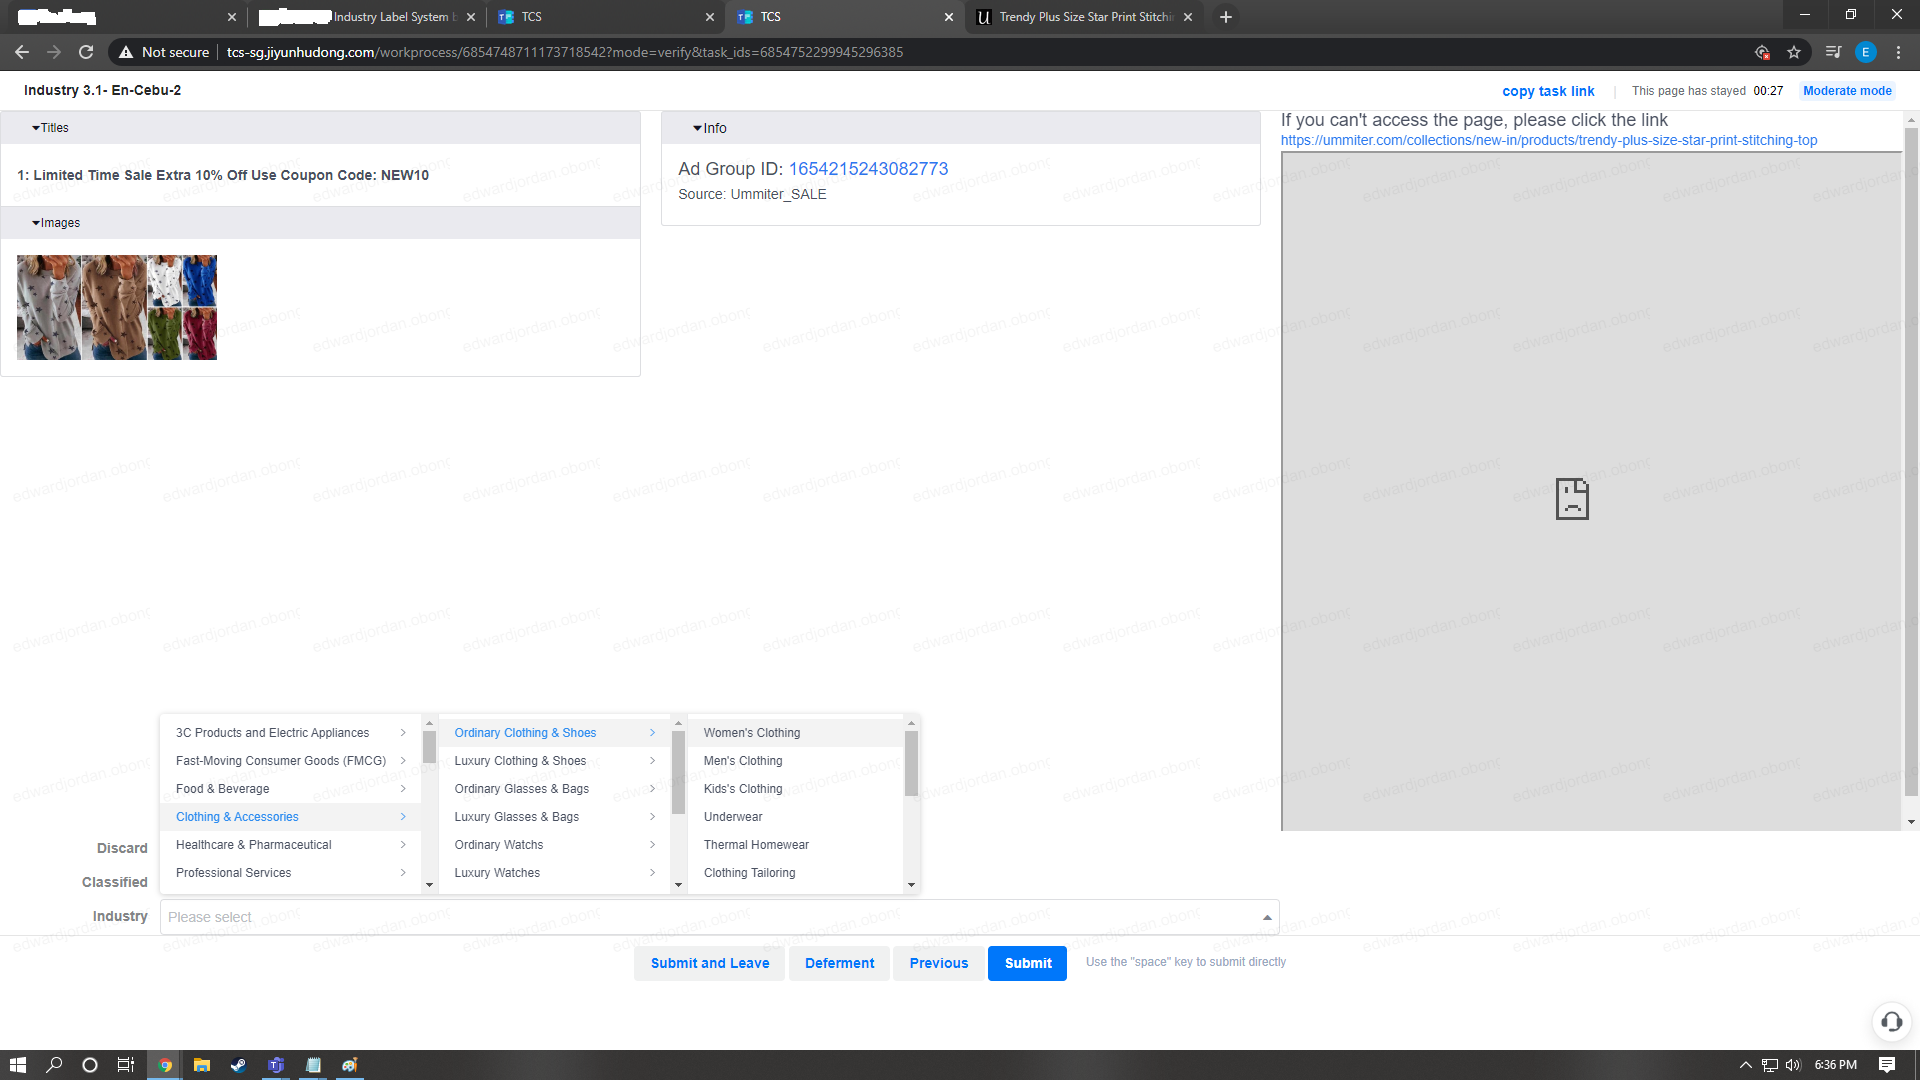 Industry Label System
TCS
TCS
Trendy Plus Size Star Print Stitchi
Not secure
tcs-sg.jiyunhudong.com/workprocess/6854748711173718542?mode=verify&task_ids=6854752299945296385
E
Industry 3.1- En-Cebu-2
copy task link
This page has stayed 00:27
Moderate mode
Titles
1: Limited Time Sale Extra 10% Off Use Coupon Code: NEW10
Images
Info
Ad Group ID: 1654215243082773
Source: Ummiter_SALE
If you can't access the page, please click the link
https://ummiter.com/collections/new-in/products/trendy-plus-size-star-print-stitching-top
edwardjordan.obong
3C Products and Electric Appliances
Fast-Moving Consumer Goods (FMCG)
Food & Beverage
Clothing & Accessories
Healthcare & Pharmaceutical
Professional Services
Ordinary Clothing & Shoes
Luxury Clothing & Shoes
Ordinary Glasses & Bags
Luxury Glasses & Bags
Ordinary Watchs
Luxury Watches
Women's Clothing
Men's Clothing
Kids's Clothing
Underwear
Thermal Homewear
Clothing Tailoring
Discard
Classified
Industry
Please select
Submit and Leave
Deferment
Previous
Submit
Use the "space" key to submit directly
6:36 PM